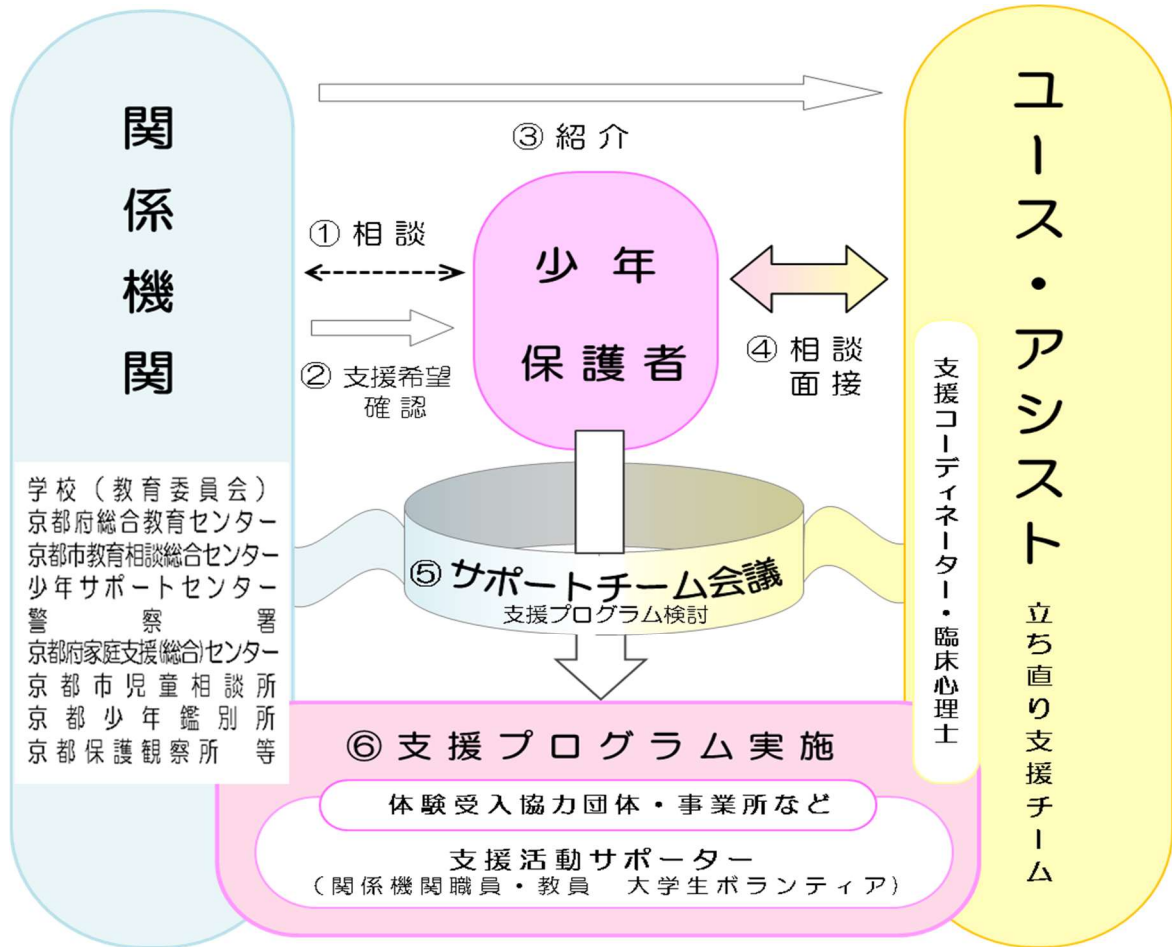 関係機関
学校（教育委員会）
京都府総合教育センター
京都市教育相談総合センター
少年サポートセンター
警察署
京都府家庭支援(総合)センター
京都市児童相談所
京都少年鑑別所
京都保護観察所　等
③ 紹介
① 相談
② 支援希望
確認
少年
保護者
④ 相談
面接
ユース・アシスト
立ち直り支援チーム
支援コーディネーター・臨床心理士
⑤ サポートチーム会議
支援プログラム検討
⑥ 支援プログラム実施
体験受入協力団体・事業所など
支援活動サポーター
（関係機関職員・教員　大学生ボランティア）